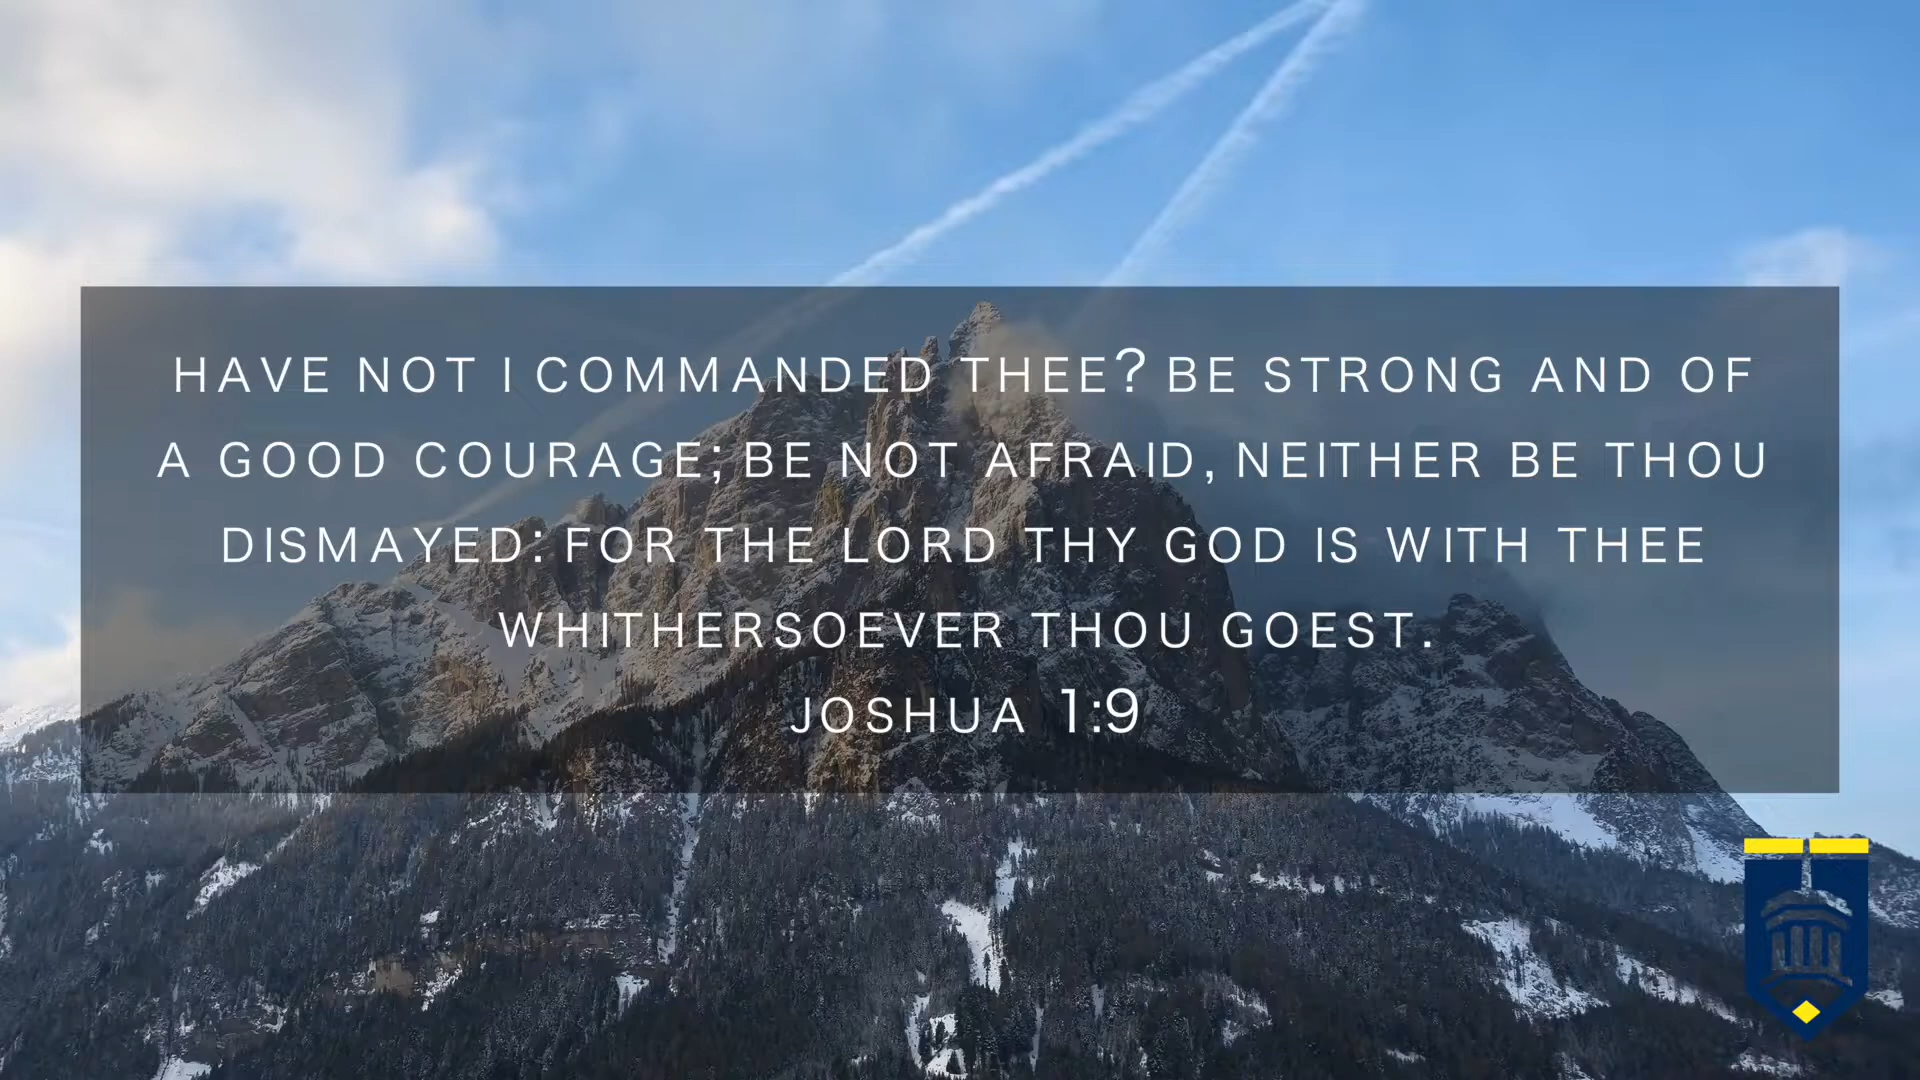 HAVE NOT I COMMANDED THEE? BE STRONG AND OF
A GOOD COURAGE; BE NOT AFRAID, NEITHER BE THOU
DISMAYED: FOR THE LORD THY GOD IS WITH THEE
WHITHERSOEVER THOU GOEST.
JOSHUA 1:9